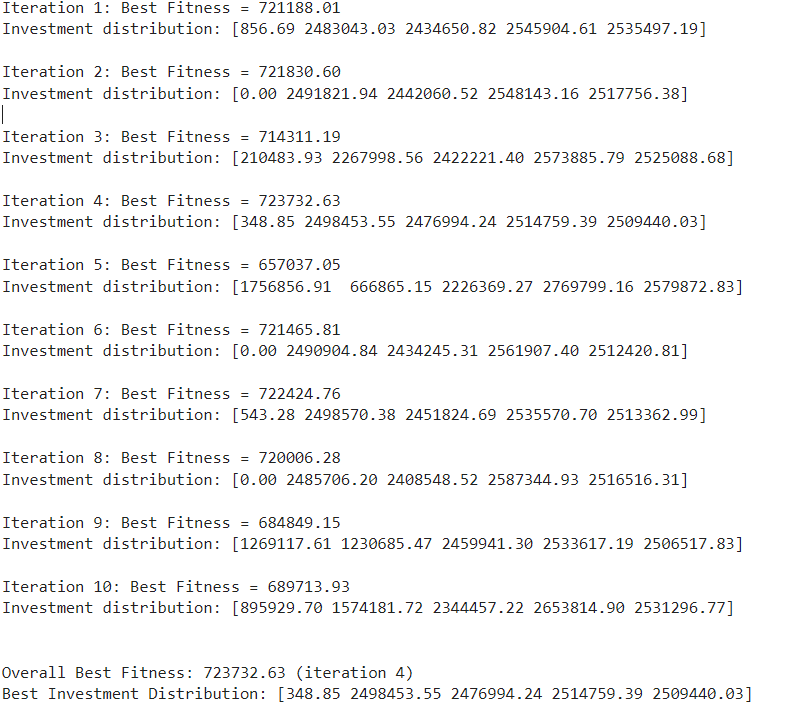 Iteration 1: Best Fitness = 721188.01
Investment distribution: [856.69 2483043.03 2434650.82 2545904.61 2535497.19]
Iteration 2: Best Fitness = 721830.60
Investment distribution: [0.00 2491821.94 2442060.52 2548143.16 2517756.38]
Iteration 3: Best Fitness = 714311.19
Investment distribution: [210483.93 2267998.56 2422221.40 2573885.79 2525088.68]
Iteration 4: Best Fitness = 723732.63
Investment distribution: [348.85 2498453.55 2476994.24 2514759.39 2509440.03]
Iteration 5: Best Fitness = 657037.05
Investment distribution: [1756856.91  666865.15 2226369.27 2769799.16 2579872.83]
Iteration 6: Best Fitness = 721465.81
Investment distribution: [0.00 2490904.84 2434245.31 2561907.40 2512420.81]
Iteration 7: Best Fitness = 722424.76
Investment distribution: [543.28 2498570.38 2451824.69 2535570.70 2513362.99]
Iteration 8: Best Fitness = 720006.28
Investment distribution: [0.00 2485706.20 2408548.52 2587344.93 2516516.31]
Iteration 9: Best Fitness = 684849.15
Investment distribution: [1269117.61 1230685.47 2459941.30 2533617.19 2506517.83]
Iteration 10: Best Fitness = 689713.93
Investment distribution: [895929.70 1574181.72 2344457.22 2653814.90 2531296.77]
Overall Best Fitness: 723732.63 (iteration 4)
Best Investment Distribution: [348.85 2498453.55 2476994.24 2514759.39 2509440.03]